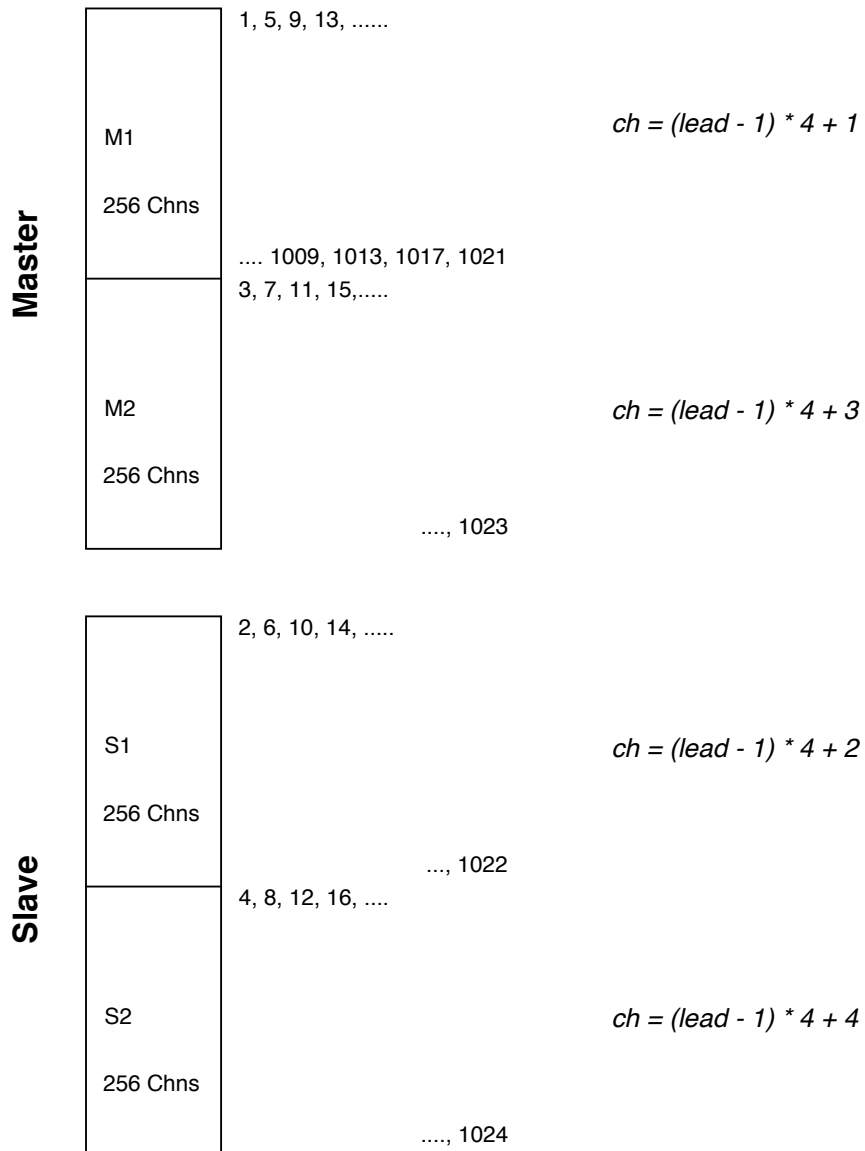 Master
1, 5, 9, 13, ......
M1
ch = (lead - 1) * 4 + 1
256 Chns
.... 1009, 1013, 1017, 1021
3, 7, 11, 15,.....
M2
ch = (lead - 1) * 4 + 3
256 Chns
...., 1023
Slave
2, 6, 10, 14, .....
S1
ch = (lead - 1) * 4 + 2
256 Chns
..., 1022
4, 8, 12, 16, ....
S2
ch = (lead - 1) * 4 + 4
256 Chns
...., 1024